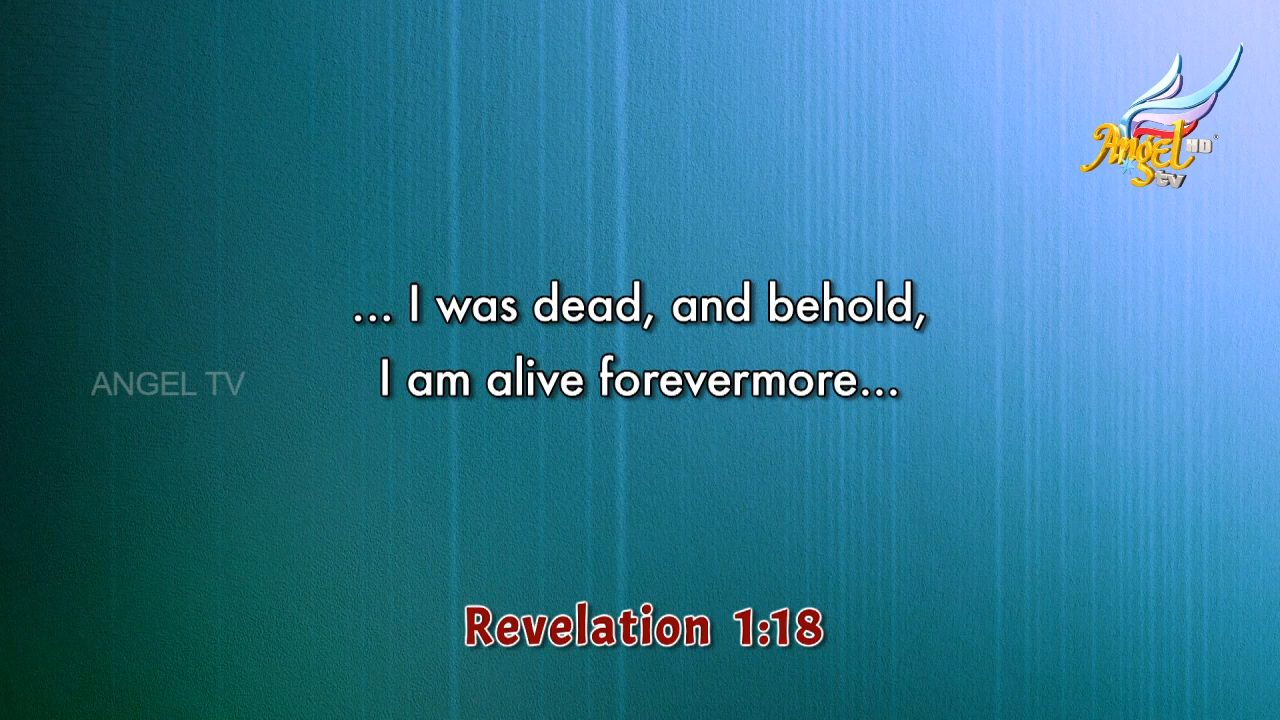 Angel HD
tv
... I was dead, and behold,
I am alive forevermore...
ANGEL TV
Revelation 1:18